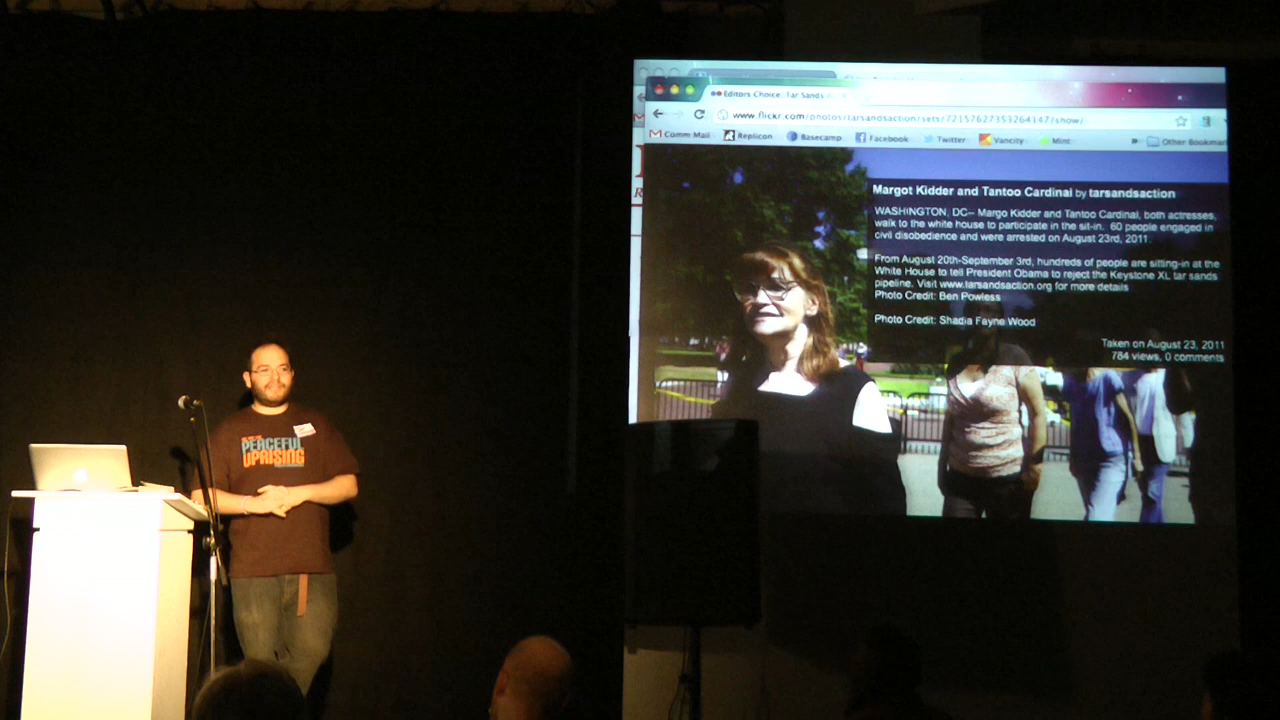 Editors Choice: Tar Sands
www.flickr.com/photos/tarsandsaction/sets/72157627353264147/show/
Comm Mail Replicon Basecamp Facebook Twitter Vancity Mint Other Bookmar
Margot Kidder and Tantoo Cardinal by tarsandsaction
WASHINGTON, DC-- Margo Kidder and Tantoo Cardinal, both actresses,
walk to the white house to participate in the sit-in. 60 people engaged in
civil disobedience and were arrested on August 23rd, 2011.
From August 20th-September 3rd, hundreds of people are sitting-in at the
White House to tell President Obama to reject the Keystone XL tar sands
pipeline. Visit www.tarsandsaction.org for more details
Photo Credit: Ben Powless
Photo Credit: Shadia Fayne Wood
Taken on August 23, 2011
784 views, 0 comments
PEACEFUL
UPRISING